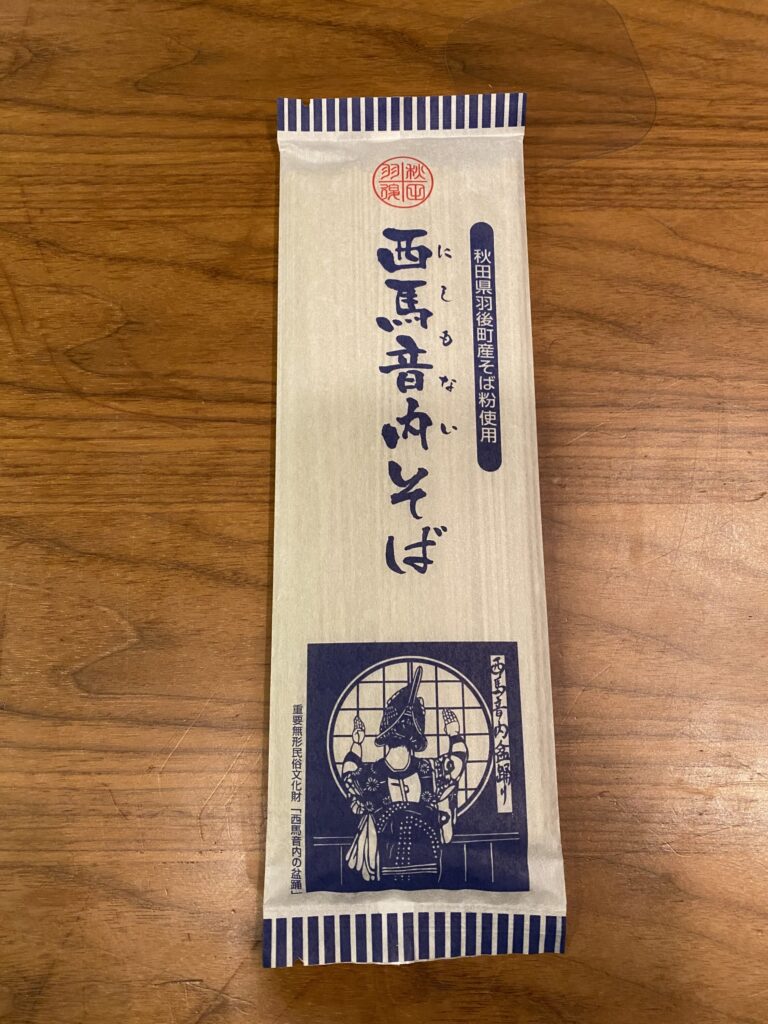 秋田
羽後
秋田県羽後町産そば粉使用
西馬音内そば
にしもない
西馬音内盆踊り
重要無形民俗文化財「西馬音内の盆踊」